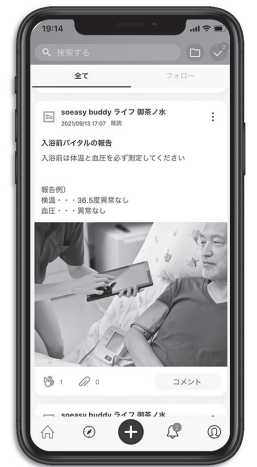 19:14
検索する
全て
フォロー
soeasy buddy ライフ 御茶ノ水
2021/09/13 17:07 既読
入浴前バイタルの報告
入浴前は体温と血圧を必ず測定してください
報告例）
検温・・・36.5度異常なし
血圧・・・異常なし
1
0
コメント
soeasy buddy ライフ 御茶ノ水